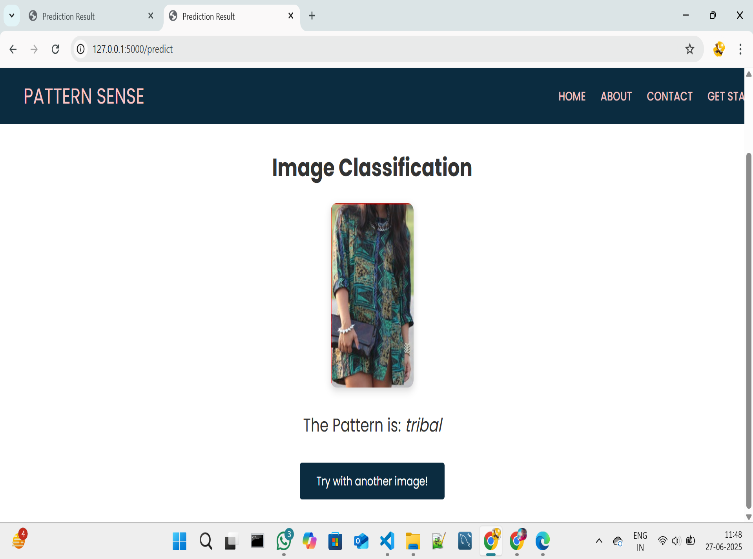 Prediction Result
Prediction Result
127.0.0.1:5000/predict
PATTERN SENSE
HOME ABOUT CONTACT GET STA
Image Classification
The Pattern is: tribal
Try with another image!
4
3
ENG
IN
11:48
27-06-2025